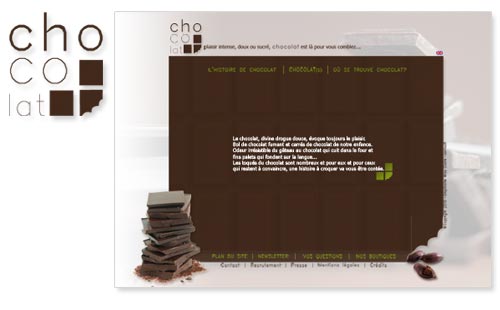 cho
co
lat
cho
co
lat
plaisir intense, doux ou sucré, chocolat est là pour vous combler...
L'HISTOIRE DE CHOCOLAT | CHOCOLAT(S) | OÙ SE TROUVE CHOCOLAT?
Le chocolat, divine drogue douce, évoque toujours le plaisir.
Bol de chocolat fumant et carrés de chocolat de notre enfance.
Odeur irrésistible du gâteau au chocolat qui cuit dans le four et
fins palets qui fondent sur la langue...
Les toqués du chocolat sont nombreux et pour eux et pour ceux
qui restent à convaincre, une histoire à croquer va vous être contée.
PLAN DU SITE | NEWSLETTER | VOS QUESTIONS | NOS BOUTIQUES
Contact | Recrutement | Presse | Mentions légales | Crédits